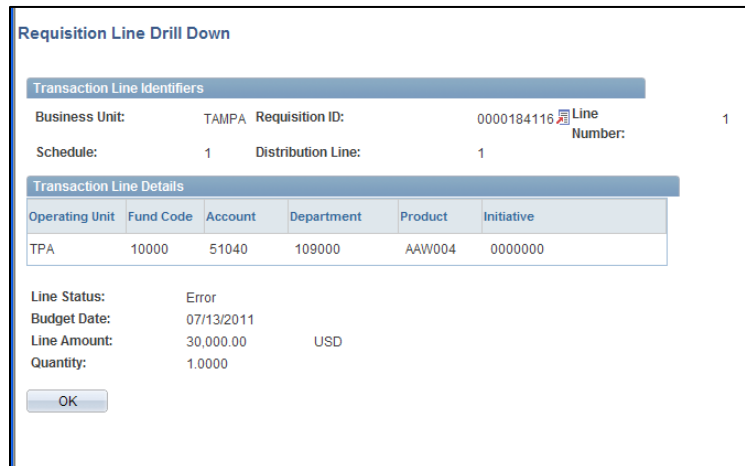 Requisition Line Drill Down
Transaction Line Identifiers
Business Unit: TAMPA Requisition ID: 0000184116 Line Number: 1
Schedule: 1 Distribution Line: 1
Transaction Line Details
Operating Unit Fund Code Account Department Product Initiative
TPA 10000 51040 109000 AAW004 0000000
Line Status: Error
Budget Date: 07/13/2011
Line Amount: 30,000.00 USD
Quantity: 1.0000
OK